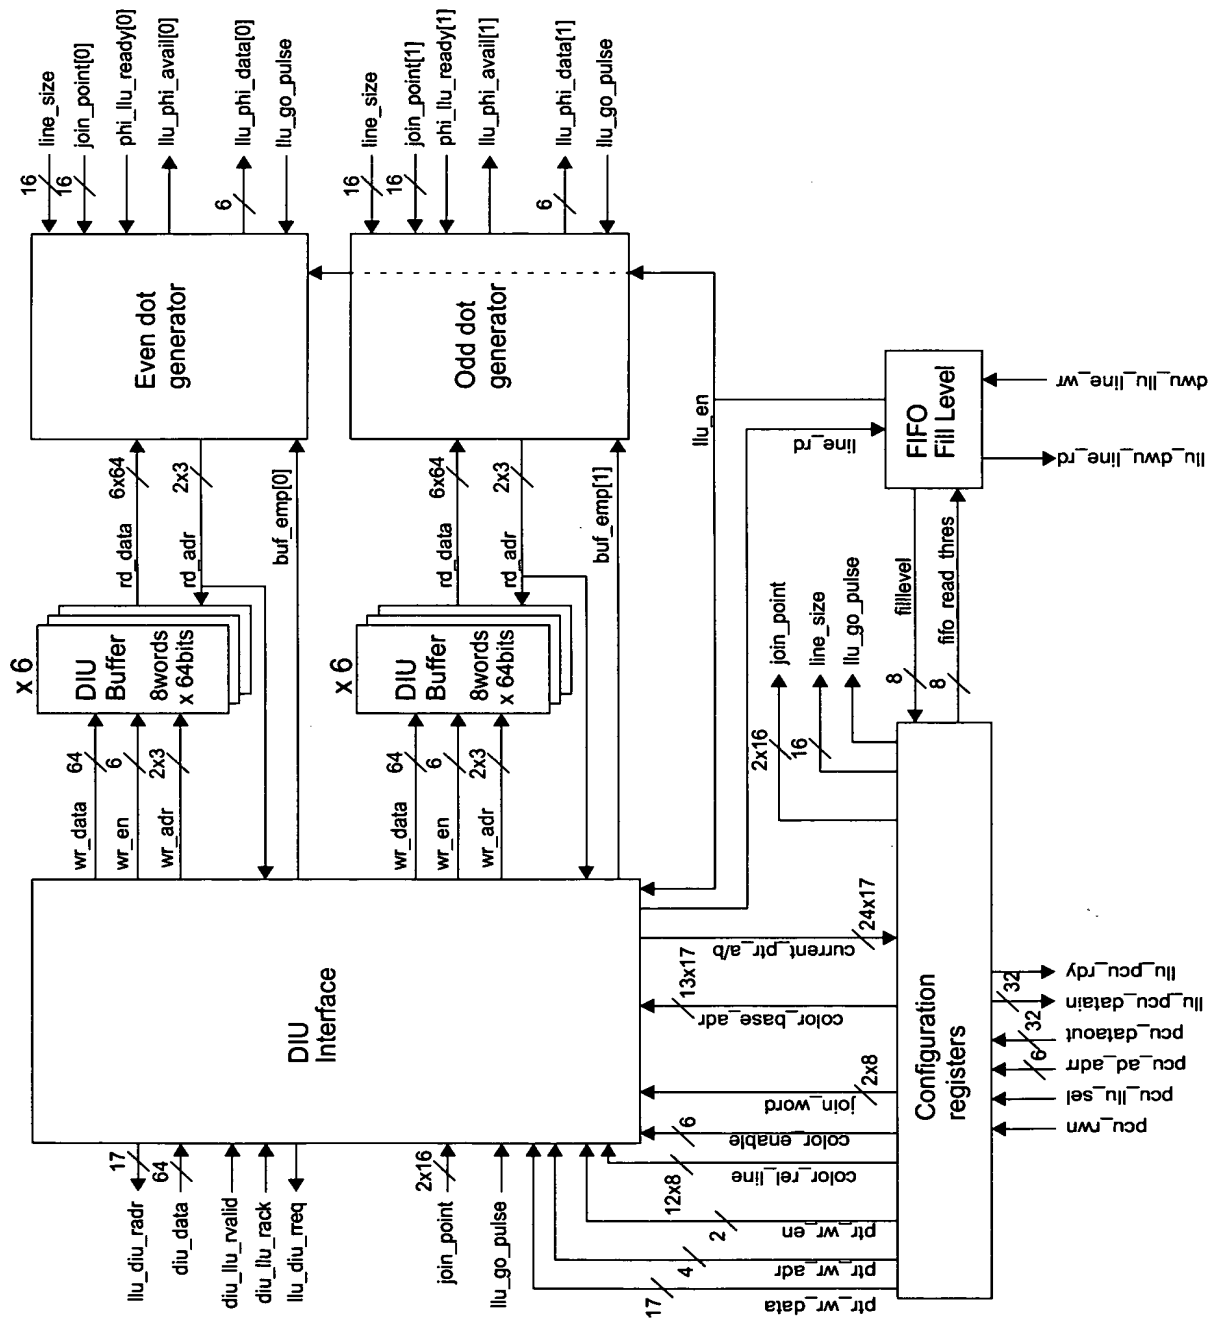 line_size
16
join_point[0]
16
phi_llu_ready[0]
llu_phi_avail[0]
llu_phi_data[0]
6
llu_go_pulse
line_size
16
join_point[1]
16
phi_llu_ready[1]
llu_phi_avail[1]
llu_phi_data[1]
6
llu_go_pulse
Even dot
generator
Odd dot
generator
rd_data
6x64
rd_adr
2x3
buf_emp[0]
rd_data
6x64
rd_adr
2x3
buf_emp[1]
llu_en
line_rd
FIFO
Fill Level
dwu_llu_line_wr
llu_dwu_line_rd
x 6
DIU
Buffer
8words
x 64bits
x 6
DIU
Buffer
8words
x 64bits
wr_data
64
wr_en
6
wr_adr
2x3
wr_data
64
wr_en
6
wr_adr
2x3
join_point
2x16
line_size
16
llu_go_pulse
filllevel
8
fifo_read_thres
8
DIU
Interface
current_ptr_a/b
24x17
color_base_adr
13x17
join_word
2x8
color_enable
6
color_rel_line
12x8
ptr_wr_en
2
ptr_wr_adr
4
ptr_wr_data
17
Configuration
registers
llu_pcu_rdy
llu_pcu_datain
32
pcu_dataout
32
pcu_ad_adrr
6
pcu_llu_sel
pcu_rwn
llu_diu_radr
17
diu_data
64
diu_llu_rvalid
diu_llu_rack
llu_diu_rreq
join_point
2x16
llu_go_pulse